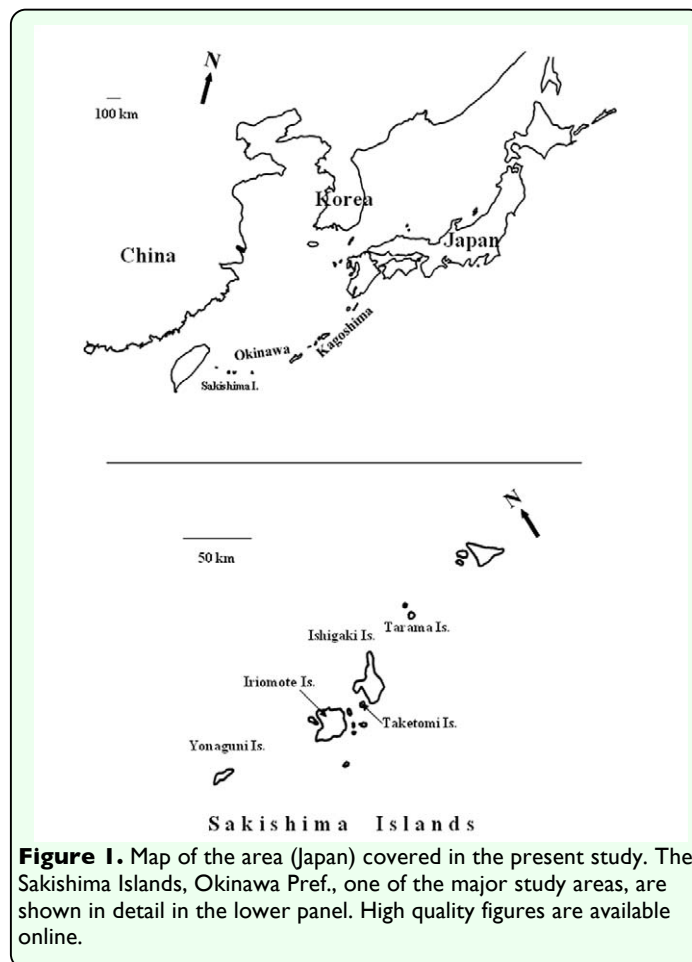 N
100 km
Korea
China
Japan
Okinawa
Kagoshima
Sakishima I.
N
50 km
Tarama Is.
Ishigaki Is.
Iriomote Is.
Taketomi Is.
Yonaguni Is.
Sakishima Islands
Figure 1. Map of the area (Japan) covered in the present study. The
Sakishima Islands, Okinawa Pref., one of the major study areas, are
shown in detail in the lower panel. High quality figures are available
online.